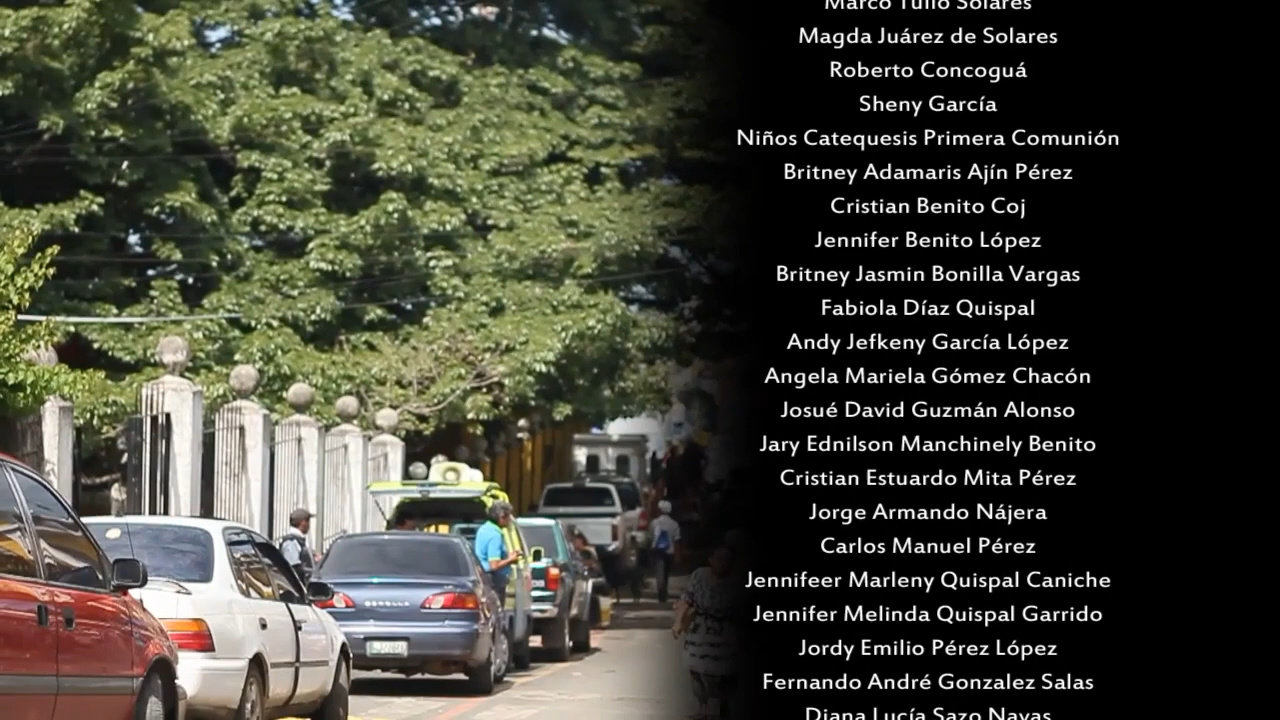 Marco Tulio Solares
Magda Juárez de Solares
Roberto Concoguá
Sheny García
Niños Catequesis Primera Comunión
Britney Adamaris Ajín Pérez
Cristian Benito Coj
Jennifer Benito López
Britney Jasmin Bonilla Vargas
Fabiola Díaz Quispal
Andy Jefkeny García López
Angela Mariela Gómez Chacón
Josué David Guzmán Alonso
Jary Ednilson Manchinely Benito
Cristian Estuardo Mita Pérez
Jorge Armando Nájera
Carlos Manuel Pérez
Jennifeer Marleny Quispal Caniche
Jennifer Melinda Quispal Garrido
Jordy Emilio Pérez López
Fernando André Gonzalez Salas
Diana Lucía Sazo Navas
COROLLA